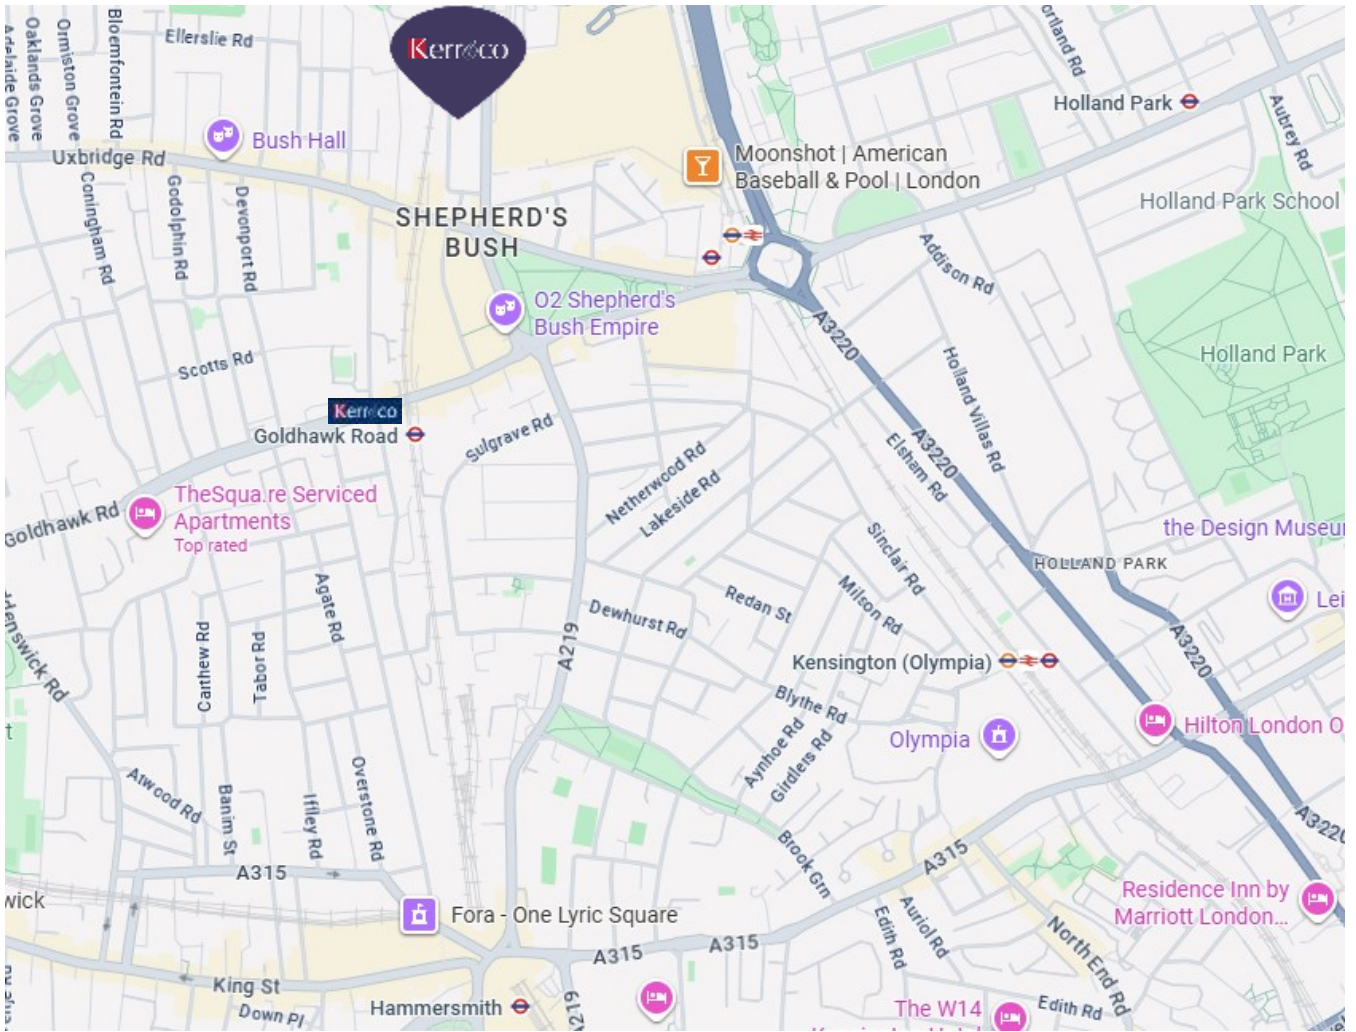 Adelaide Grove
Oaklands Grove
Ormiston Grove
Bloemfontein Rd
Ellerslie Rd
Kerr&co
Holland Park
Aubrey Rd
Bush Hall
Uxbridge Rd
Moonshot | American
Baseball & Pool | London
Coningham Rd
Godolphin Rd
Devonport Rd
SHEPHERD'S
BUSH
Holland Park School
Addison Rd
O2 Shepherd's
Bush Empire
A3220
Scotts Rd
Holland Villas Rd
Holland Park
Kerr&co
Goldhawk Road
Sulgrave Rd
A3220
Elsham Rd
Netherwood Rd
Lakeside Rd
TheSqua.re Serviced
Apartments
Top rated
Goldhawk Rd
Sinclair Rd
the Design Museu
HOLLAND PARK
Agate Rd
Redan St
Milson Rd
Dewhurst Rd
Lei
Carthew Rd
Tabor Rd
A219
A3220
Kensington (Olympia)
Blythe Rd
Olympia
Hilton London O
Aynhoe Rd
Girdlers Rd
Atwood Rd
Banim St
Iffley Rd
Overstone Rd
A3220
Brook Grn
A315
A315
wick
Fora - One Lyric Square
Residence Inn by
Marriott London...
Edith Rd
Auriol Rd
North End Rd
A315
A315
King St
Hammersmith
A219
Down Pl
The W14
Edith Rd